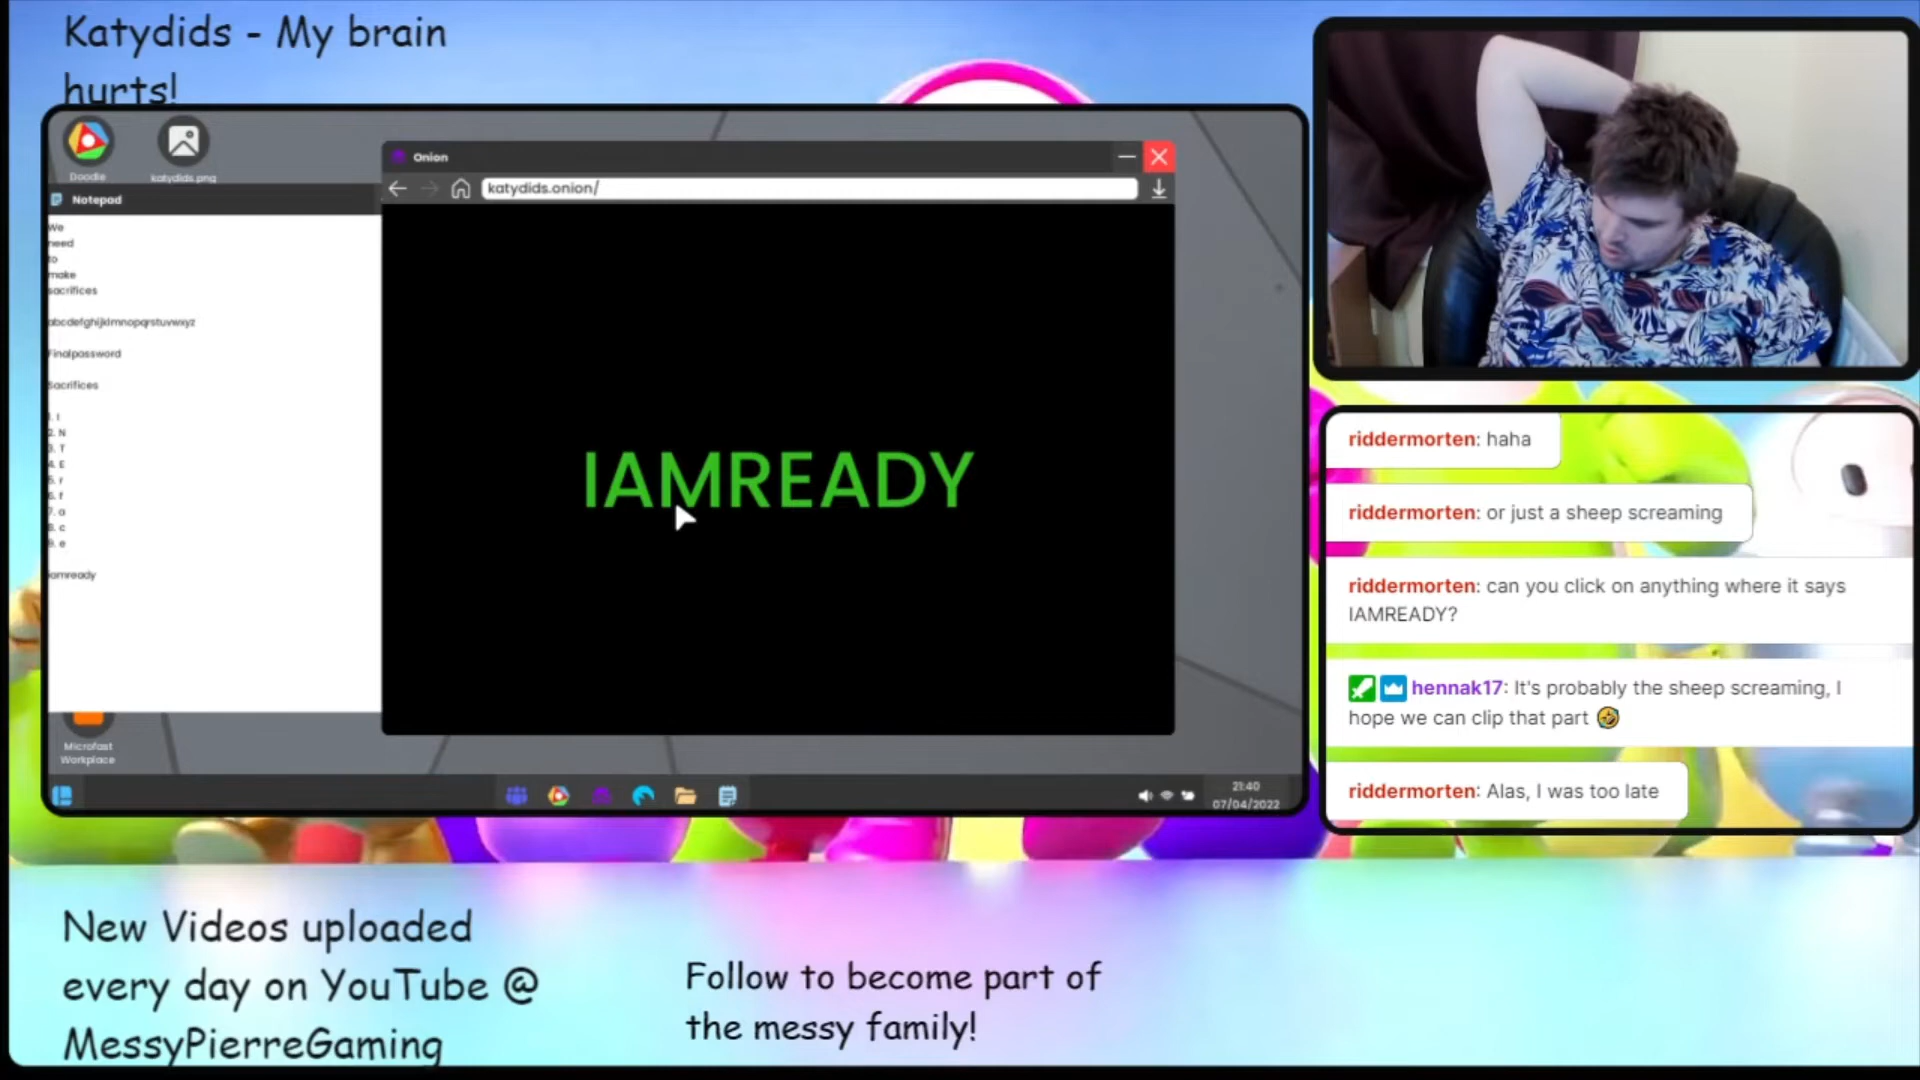 Katydids - My brain
hurts!
Doodle
katydids.png
Notepad
We
need
to
make
sacrifices
abcdefghijklmnopqrstuvwxyz
Finalpassword
Sacrifices
1. I
2. N
3. T
4. E
5. r
6. f
7. a
8. c
9. e
iamready
Microfast
Workplace
Onion
katydids.onion/
IAMREADY
21:40
07/04/2022
riddermorten: haha
riddermorten: or just a sheep screaming
riddermorten: can you click on anything where it says
IAMREADY?
hennak17: It's probably the sheep screaming, I
hope we can clip that part
riddermorten: Alas, I was too late
New Videos uploaded
every day on YouTube @
MessyPierreGaming
Follow to become part of
the messy family!